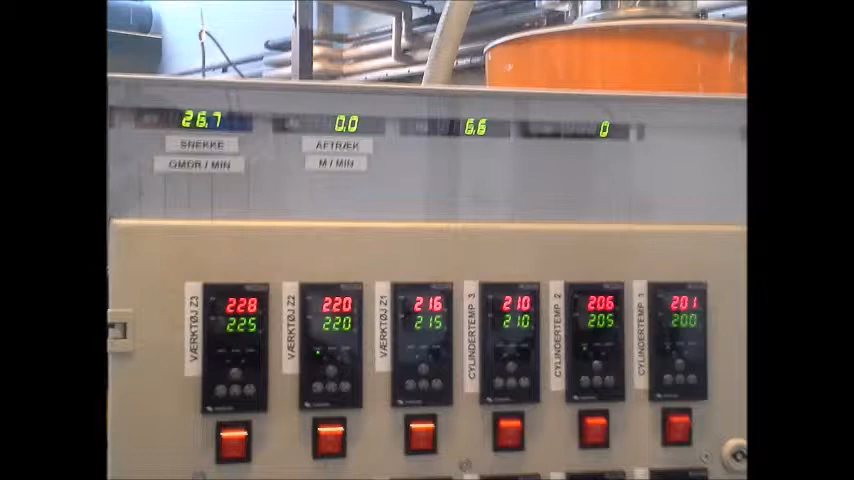 26.7
0.0
6.6
0
SNEKKE
OMDR / MIN
AFTRÆK
M / MIN
VÆRKTØJ Z3
228
225
VÆRKTØJ Z2
220
220
VÆRKTØJ Z1
216
215
CYLINDERTEMP. 3
210
210
CYLINDERTEMP. 2
206
205
CYLINDERTEMP. 1
201
200